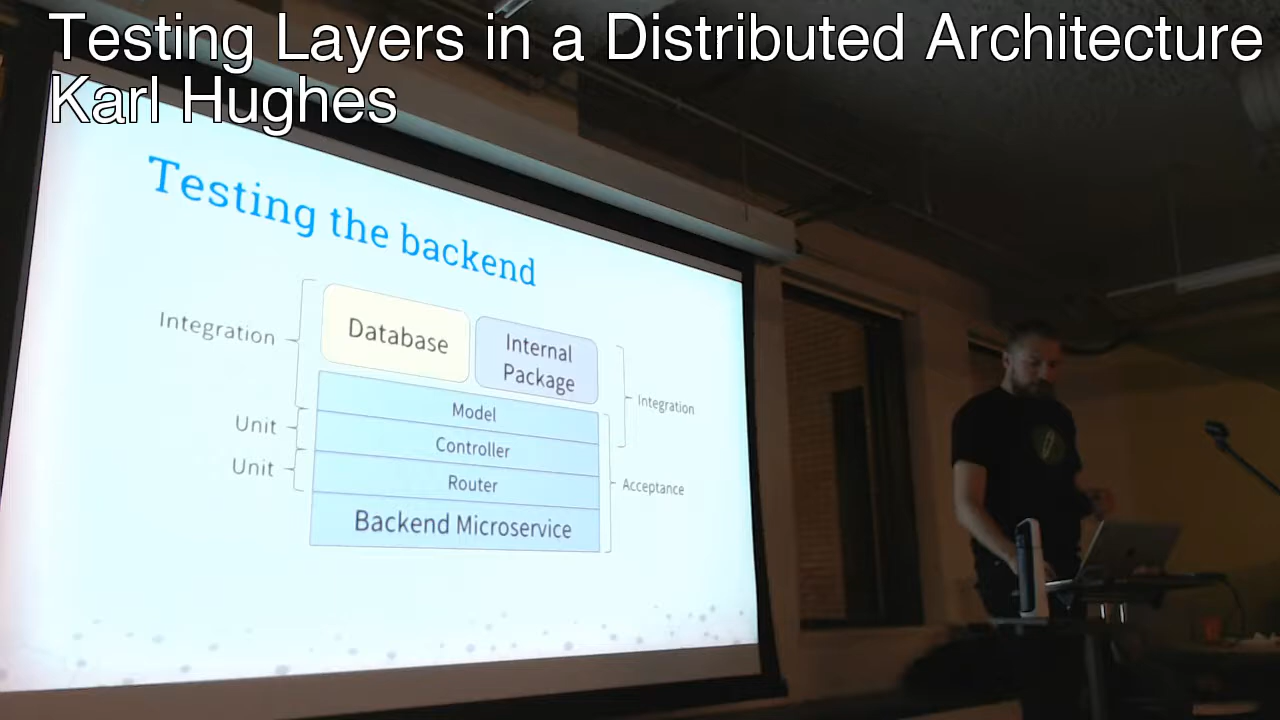 Testing Layers in a Distributed Architecture
Karl Hughes
Testing the backend
Integration
Database
Internal
Package
Integration
Model
Unit
Controller
Unit
Router
Acceptance
Backend Microservice